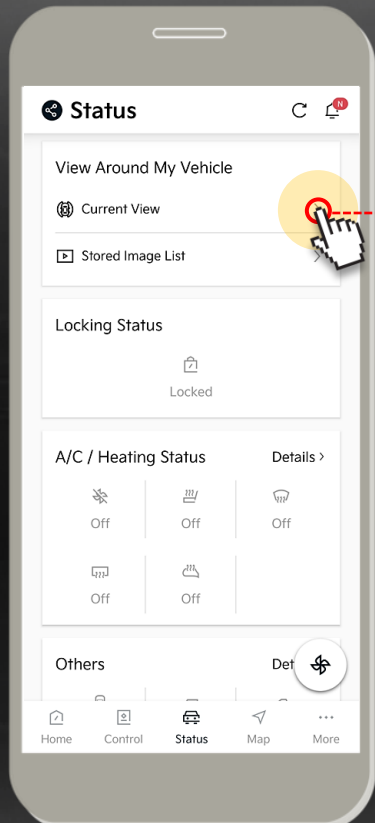 Status
N
View Around My Vehicle
Current View
Stored Image List
Locking Status
Locked
A/C / Heating Status Details >
Off Off Off
Off Off
Others
Home Control Status Map More